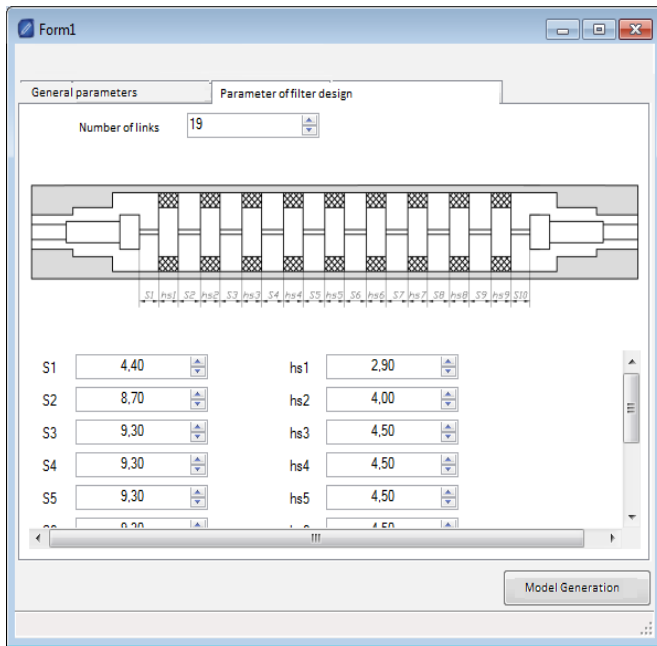 Form1
General parameters Parameter of filter design
Number of links 19
S1 hs1 S2 hs2 S3 hs3 S4 hs4 S5 hs5 S6 hs6 S7 hs7 S8 hs8 S9 hs9 S10
S1 4,40 hs1 2,90
S2 8,70 hs2 4,00
S3 9,30 hs3 4,50
S4 9,30 hs4 4,50
S5 9,30 hs5 4,50
Model Generation